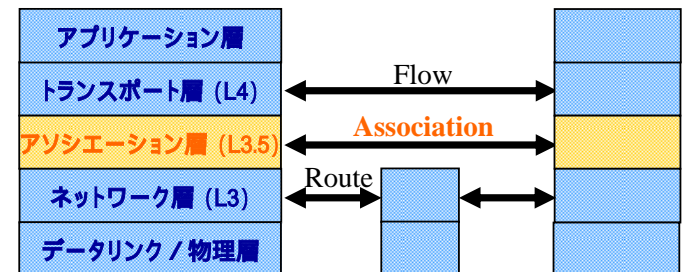 アプリケーション層
トランスポート層 (L4)
Flow
アソシエーション層 (L3.5)
Association
ネットワーク層 (L3)
Route
データリンク / 物理層